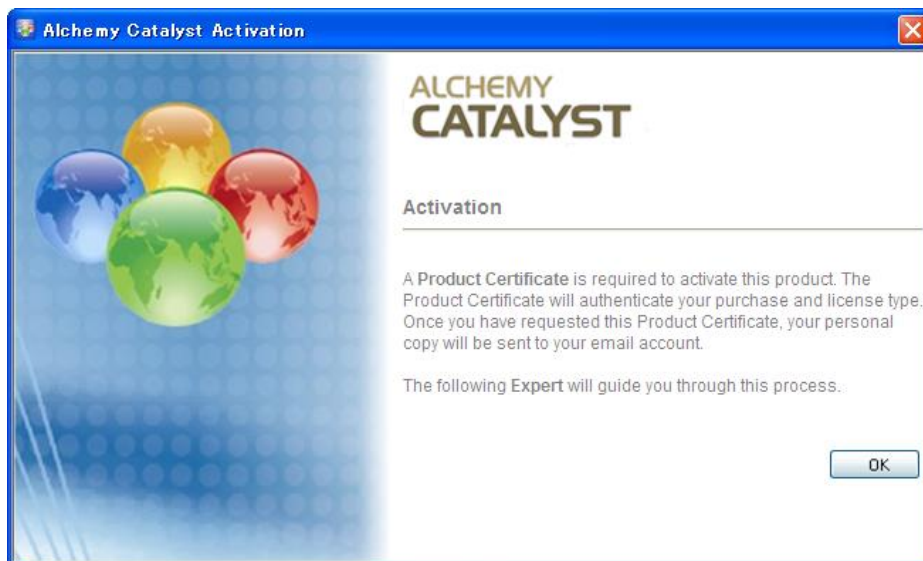 Alchemy Catalyst Activation
ALCHEMY
CATALYST
Activation
A Product Certificate is required to activate this product. The
Product Certificate will authenticate your purchase and license type.
Once you have requested this Product Certificate, your personal
copy will be sent to your email account.
The following Expert will guide you through this process.
OK